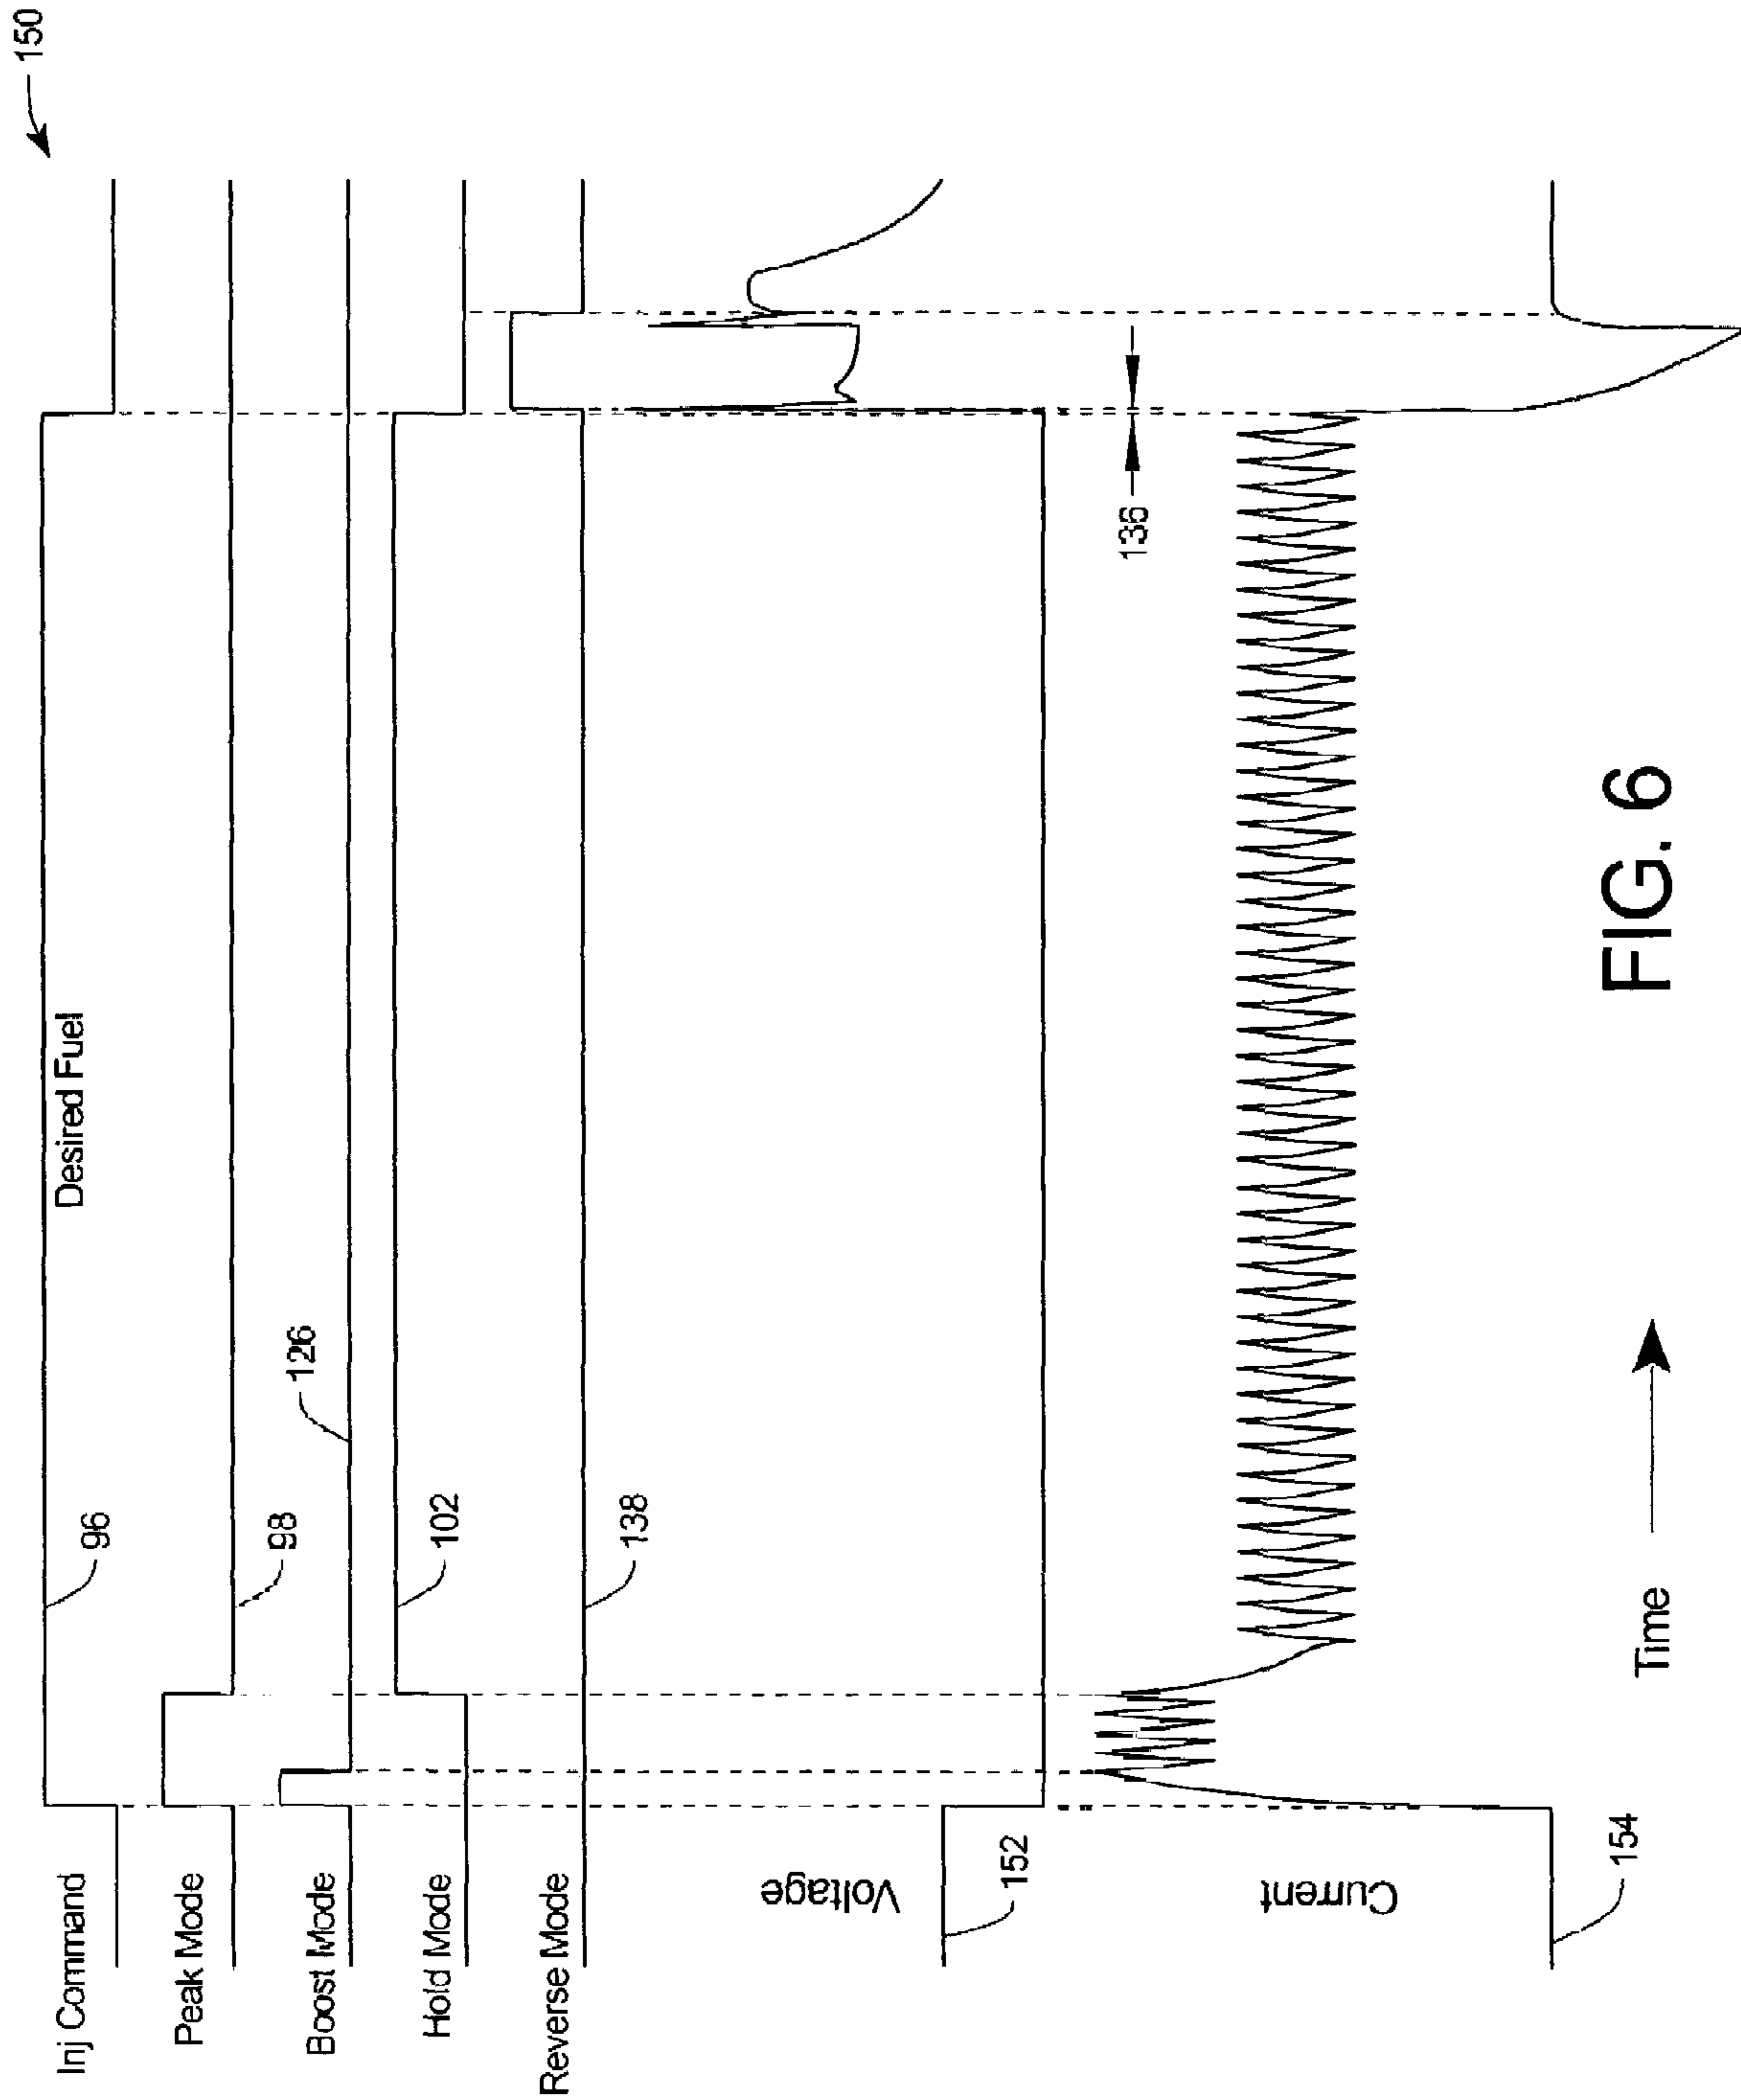 150
Inj Command
96
Desired Fuel
Peak Mode
98
Boost Mode
126
Hold Mode
102
Reverse Mode
138
Voltage
152
136
Current
154
Time
FIG. 6